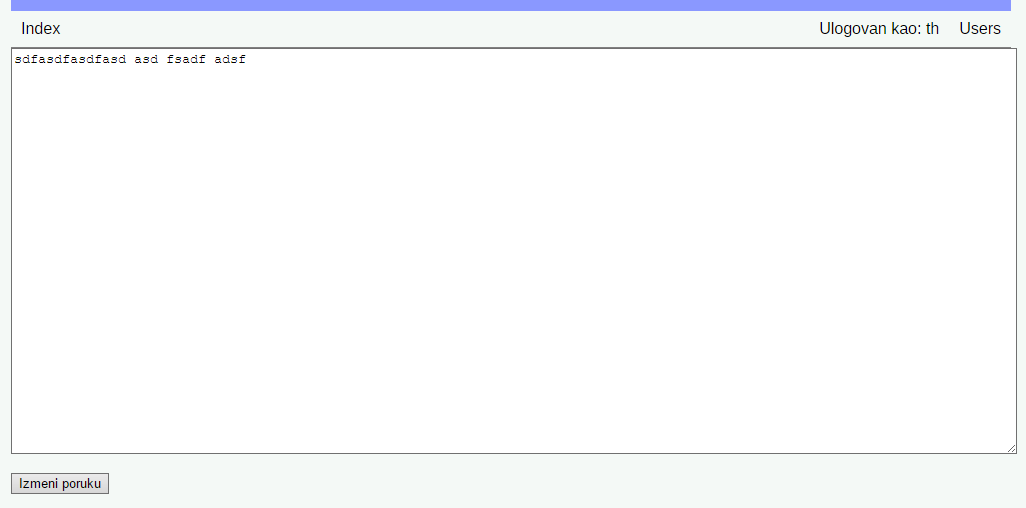 Index Ulogovan kao: th Users
sdfasdfasdfasd asd fsadf adsf
Izmeni poruku